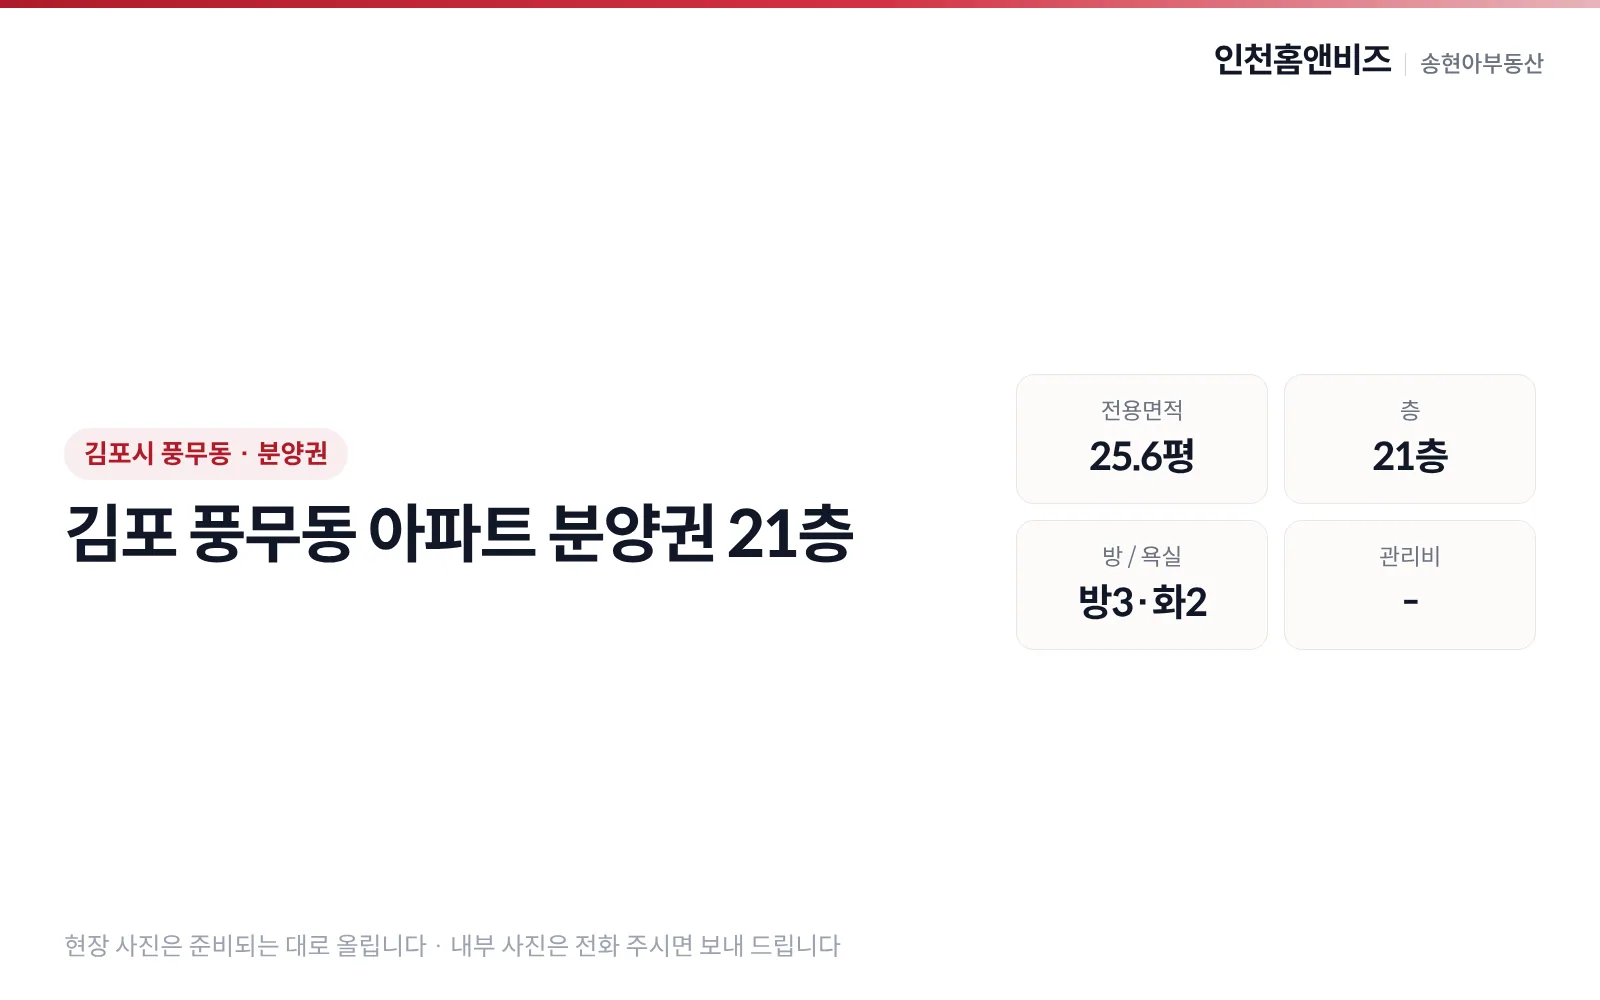 인천홈앤비즈 송현아부동산
김포시 풍무동 · 분양권
김포 풍무동 아파트 분양권 21층
전용면적
25.6평
층
21층
방 / 욕실
방3·화2
관리비
-
현장 사진은 준비되는 대로 올립니다 · 내부 사진은 전화 주시면 보내 드립니다